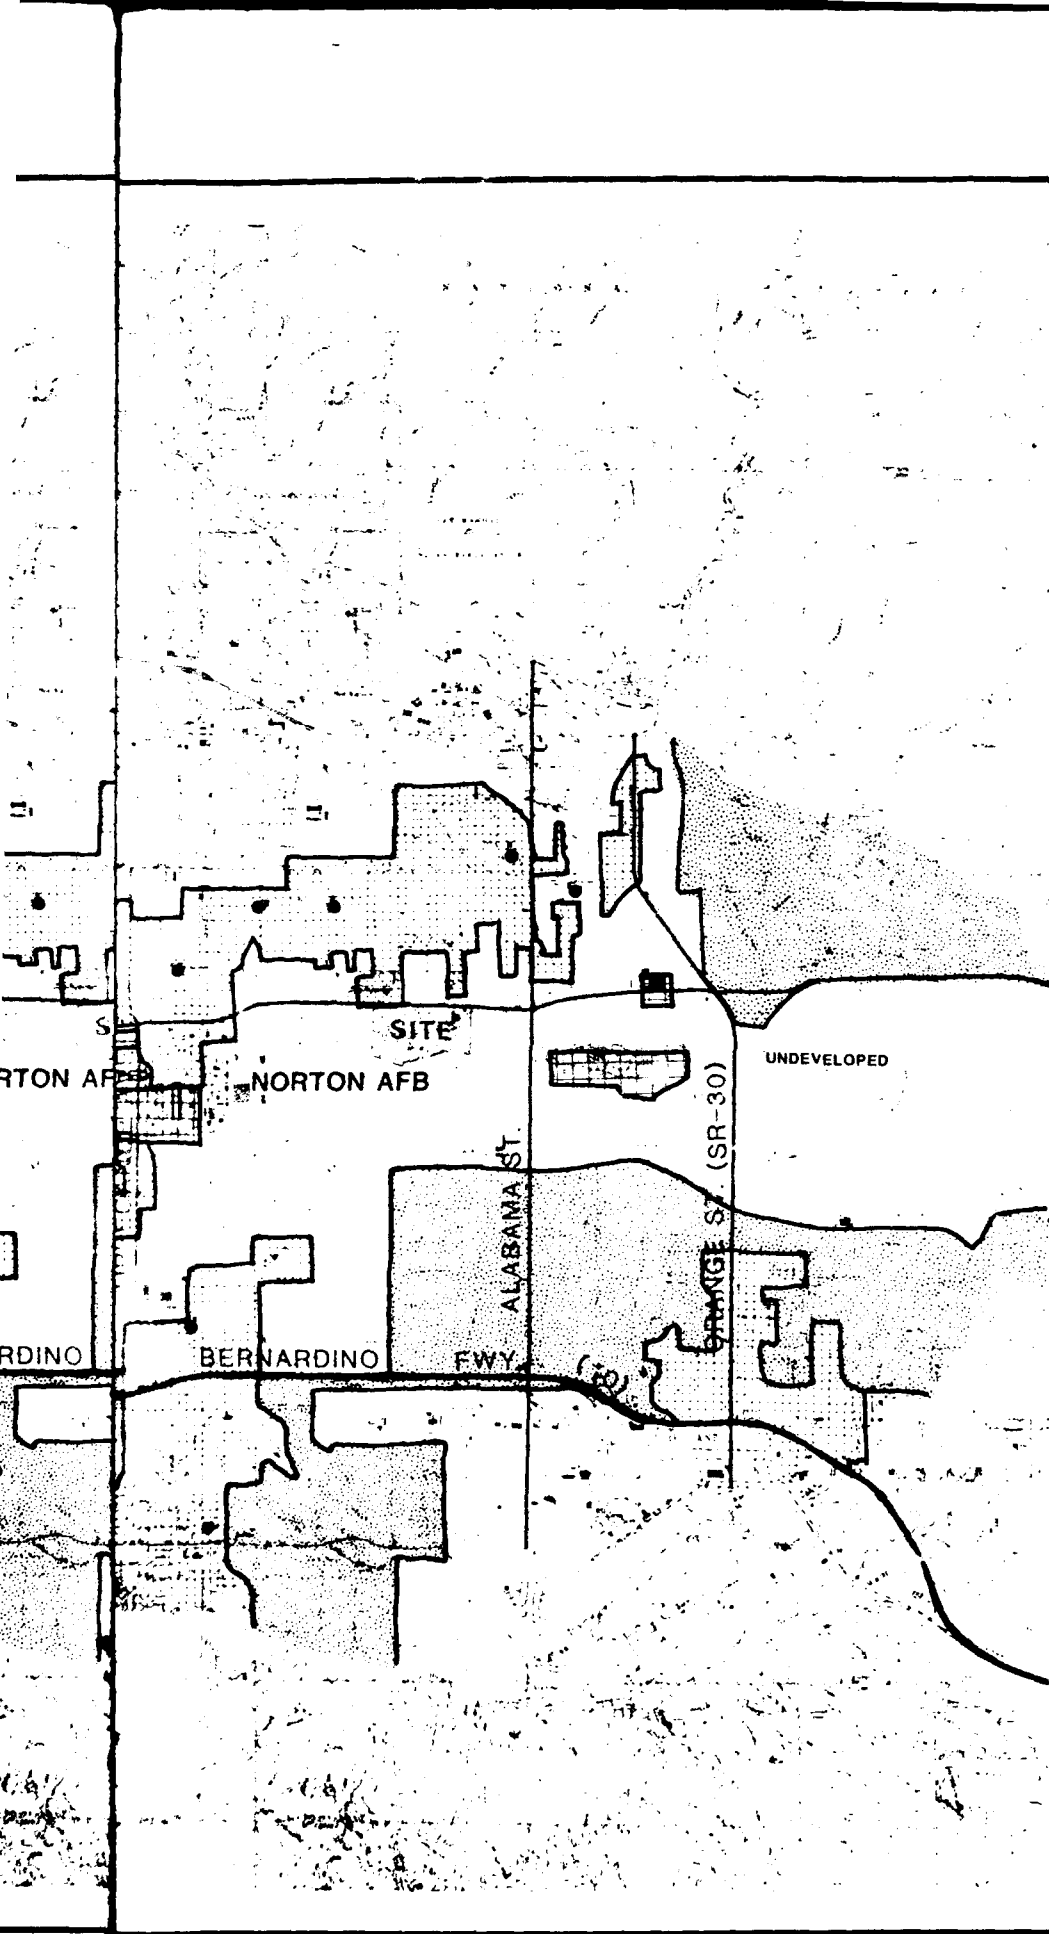 S
SITE
RTON AF
NORTON AFB
UNDEVELOPED
ALABAMA ST.
ORANGE ST. (SR-30)
RDINO
BERNARDINO FWY.